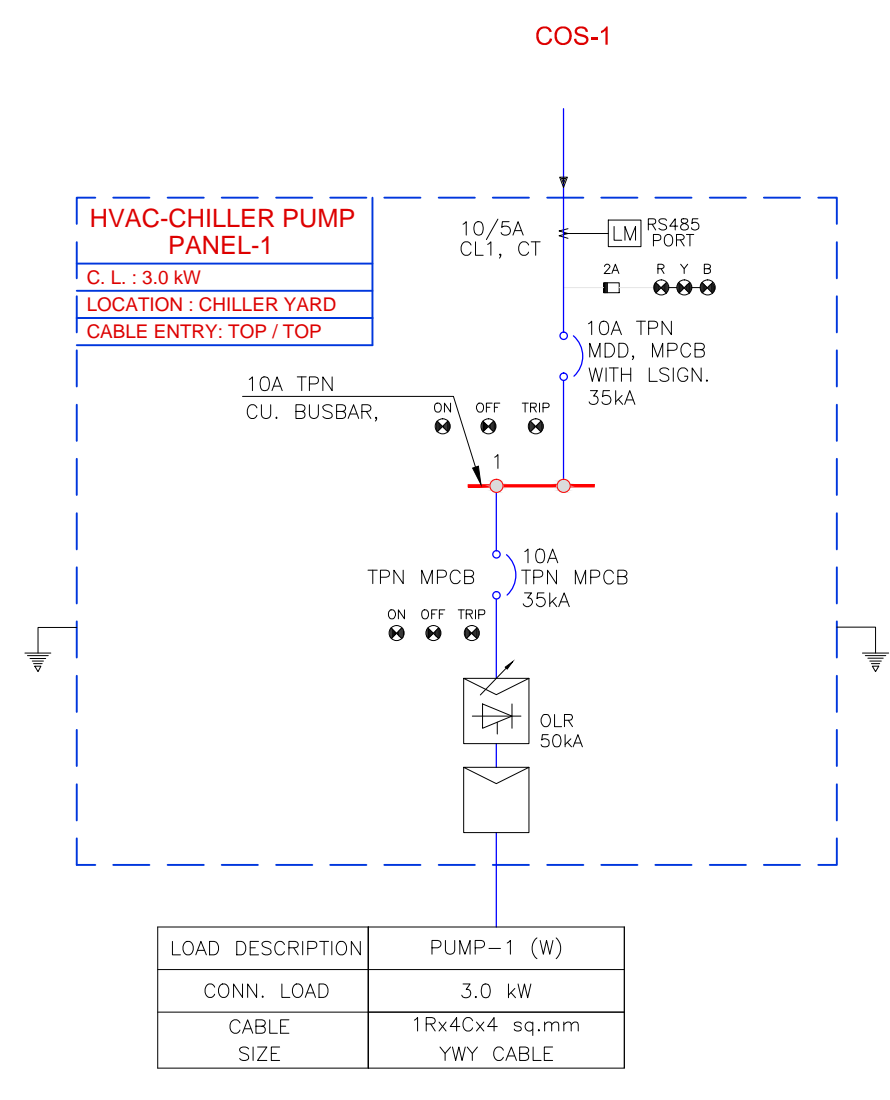 COS-1
HVAC-CHILLER PUMP
PANEL-1
C. L. : 3.0 kW
LOCATION : CHILLER YARD
CABLE ENTRY: TOP / TOP
10/5A
CL1, CT
LM
RS485
PORT
2A
R Y B
10A TPN
MDD, MPCB
WITH LSIGN.
35kA
10A TPN
CU. BUSBAR,
ON OFF TRIP
1
TPN MPCB
10A
TPN MPCB
35kA
ON OFF TRIP
OLR
50kA
LOAD DESCRIPTION PUMP-1 (W)
CONN. LOAD 3.0 kW
CABLE 1Rx4Cx4 sq.mm
SIZE YWY CABLE